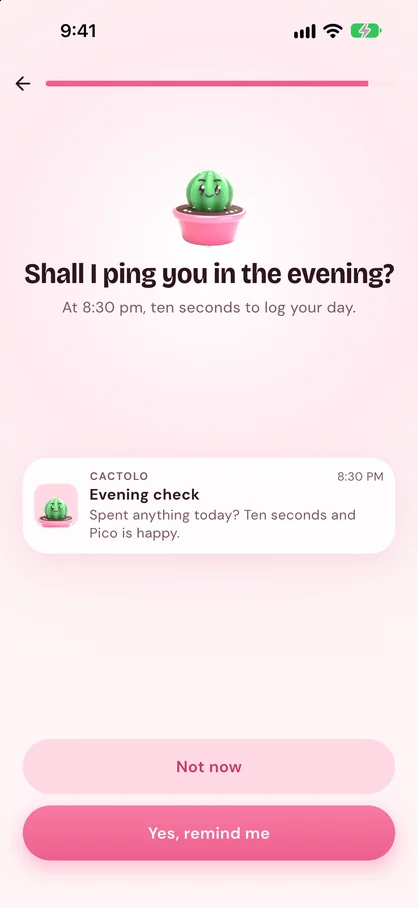 9:41
Shall I ping you in the evening?
At 8:30 pm, ten seconds to log your day.
CACTOLO
8:30 PM
Evening check
Spent anything today? Ten seconds and
Pico is happy.
Not now
Yes, remind me